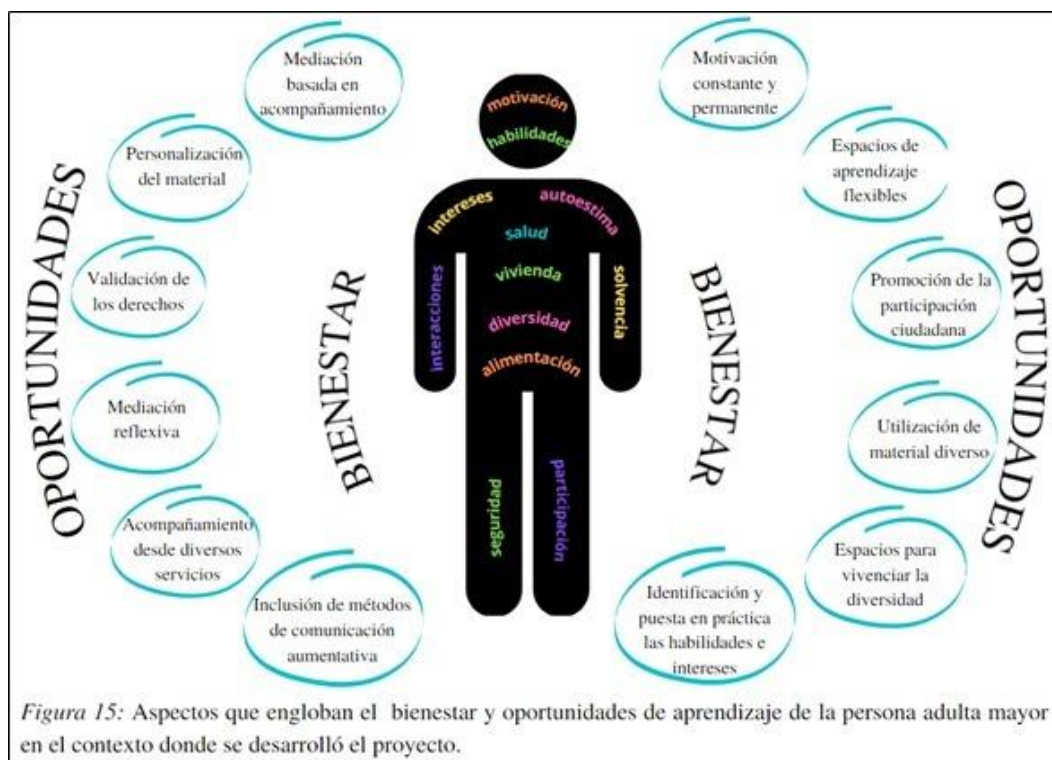 Mediación
basada en
acompañamiento
Personalización
del material
Validación de
los derechos
Mediación
reflexiva
Acompañamiento
desde diversos
servicios
Inclusión de métodos
de comunicación
aumentativa
OPORTUNIDADES
BIENESTAR
motivación
habilidades
intereses
autoestima
salud
vivienda
interacciones
solvencia
diversidad
alimentación
seguridad
participación
BIENESTAR
OPORTUNIDADES
Motivación
constante y
permanente
Espacios de
aprendizaje
flexibles
Promoción de la
participación
ciudadana
Utilización de
material diverso
Espacios para
vivenciar la
diversidad
Identificación y
puesta en práctica
las habilidades e
intereses
Figura 15: Aspectos que engloban el bienestar y oportunidades de aprendizaje de la persona adulta mayor
en el contexto donde se desarrolló el proyecto.